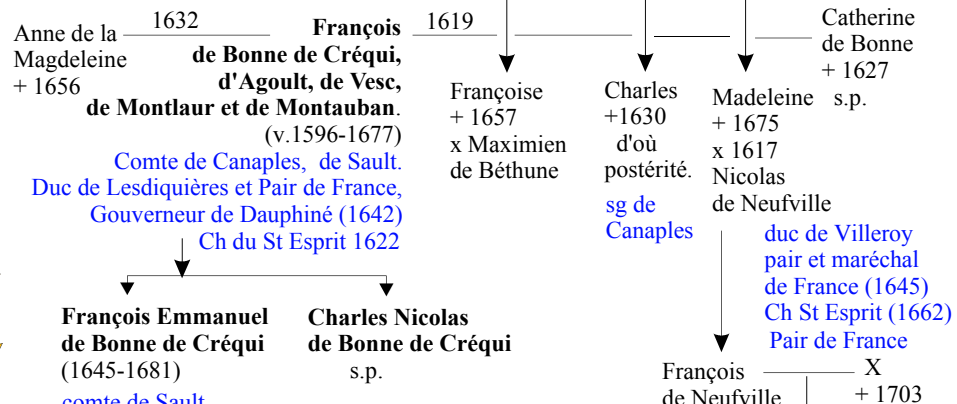 Anne de la
Magdeleine
+ 1656
1632
François
de Bonne de Créqui,
d'Agoult, de Vesc,
de Montlaur et de Montauban.
(v.1596-1677)
Comte de Canaples, de Sault.
Duc de Lesdiquières et Pair de France,
Gouverneur de Dauphiné (1642)
Ch du St Esprit 1622
1619
Catherine
de Bonne
+ 1627
s.p.
Françoise
+ 1657
x Maximien
de Béthune
Charles
+1630
d'où
postérité.
sg de
Canaples
Madeleine
+ 1675
x 1617
Nicolas
de Neufville
duc de Villeroy
pair et maréchal
de France (1645)
Ch St Esprit (1662)
Pair de France
François Emmanuel
de Bonne de Créqui
(1645-1681)
comte de Sault
Charles Nicolas
de Bonne de Créqui
s.p.
François
de Neufville
X
+ 1703